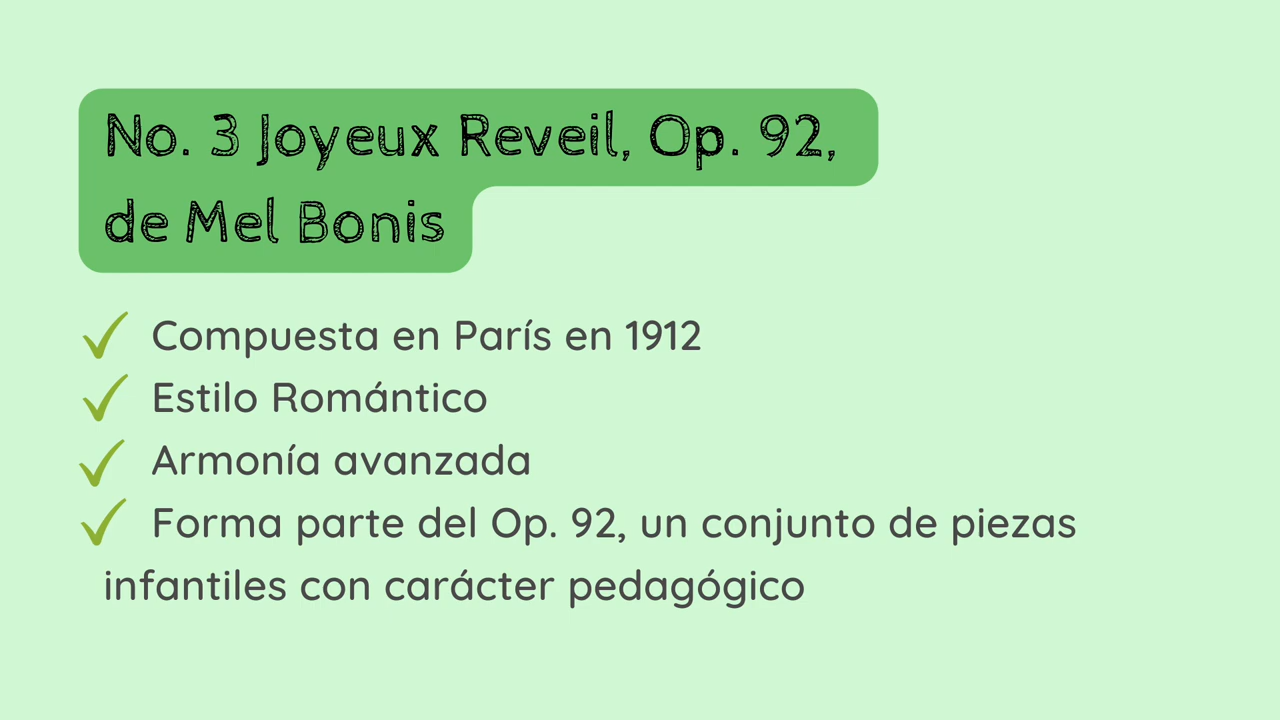 No. 3 Joyeux Reveil, Op. 92,
de Mel Bonis
Compuesta en París en 1912
Estilo Romántico
Armonía avanzada
Forma parte del Op. 92, un conjunto de piezas
infantiles con carácter pedagógico